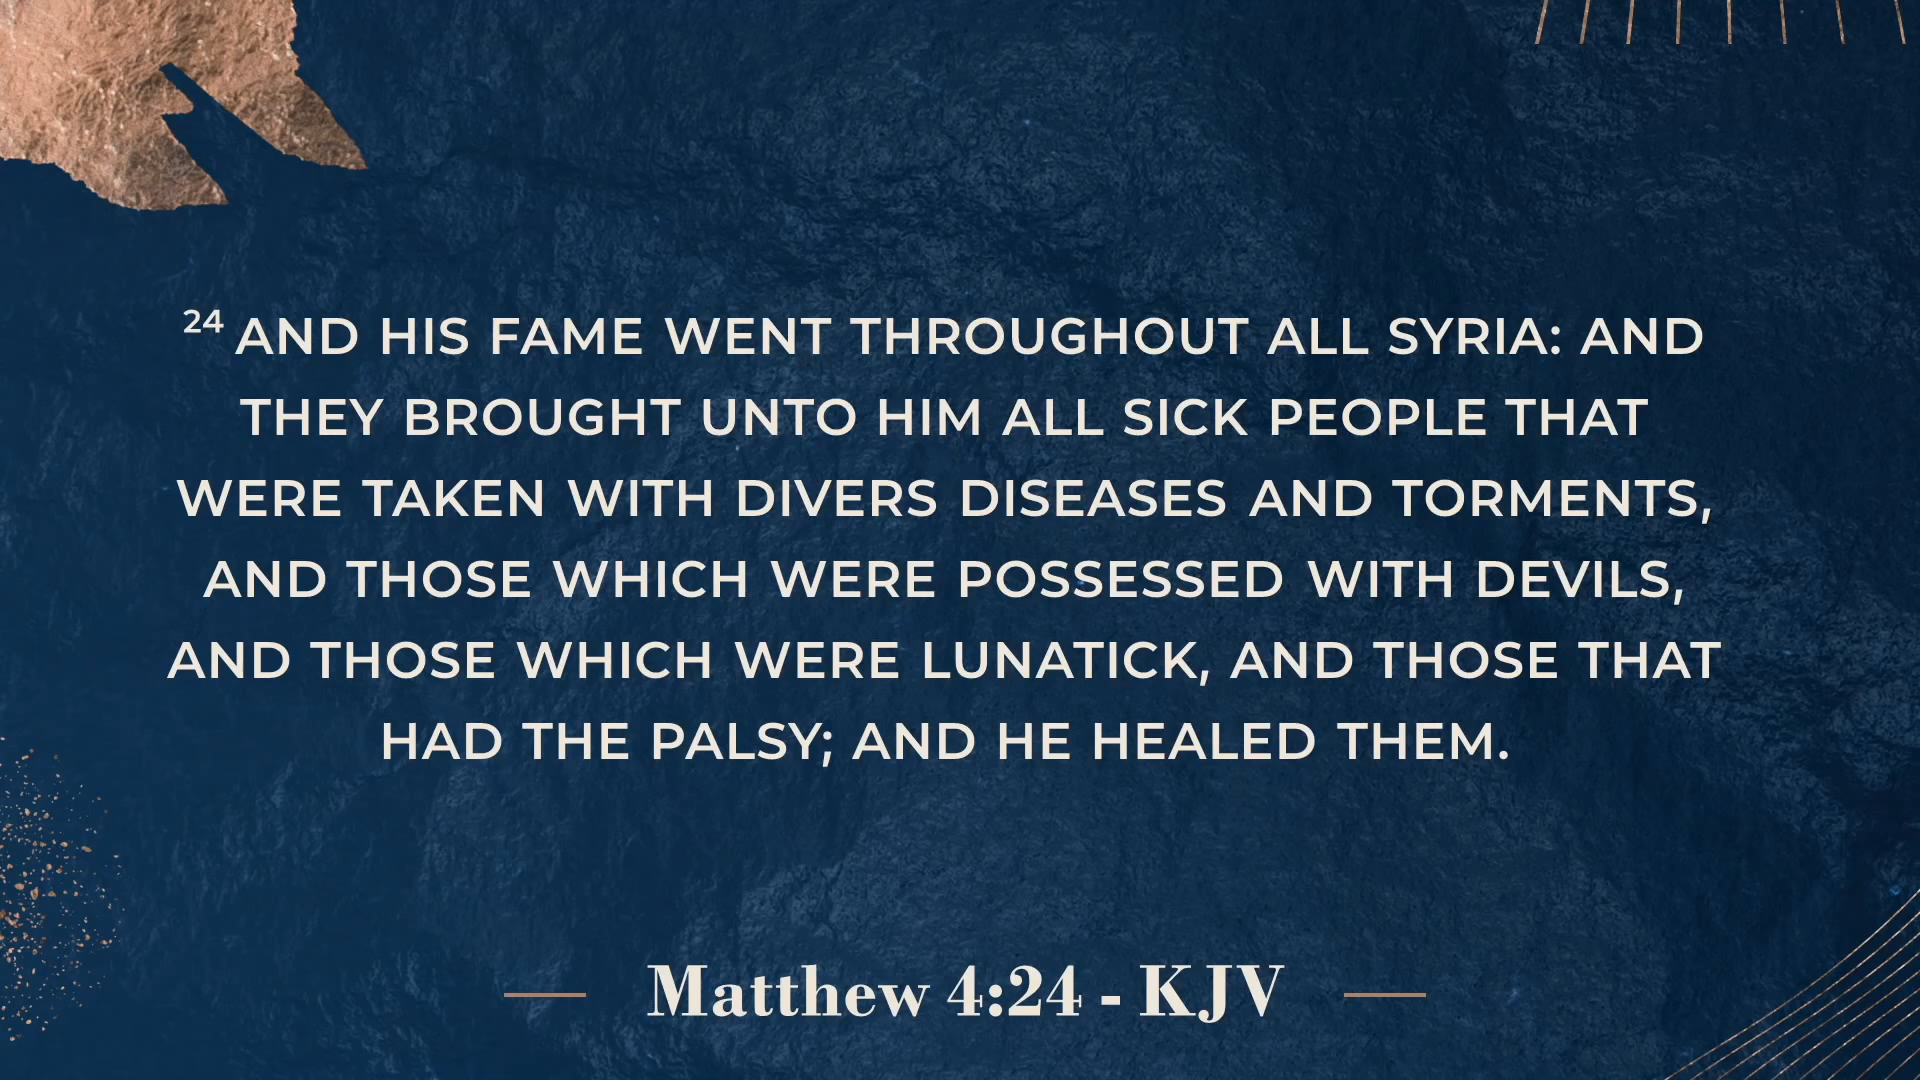 24 AND HIS FAME WENT THROUGHOUT ALL SYRIA: AND
THEY BROUGHT UNTO HIM ALL SICK PEOPLE THAT
WERE TAKEN WITH DIVERS DISEASES AND TORMENTS,
AND THOSE WHICH WERE POSSESSED WITH DEVILS,
AND THOSE WHICH WERE LUNATICK, AND THOSE THAT
HAD THE PALSY; AND HE HEALED THEM.
Matthew 4:24 - KJV